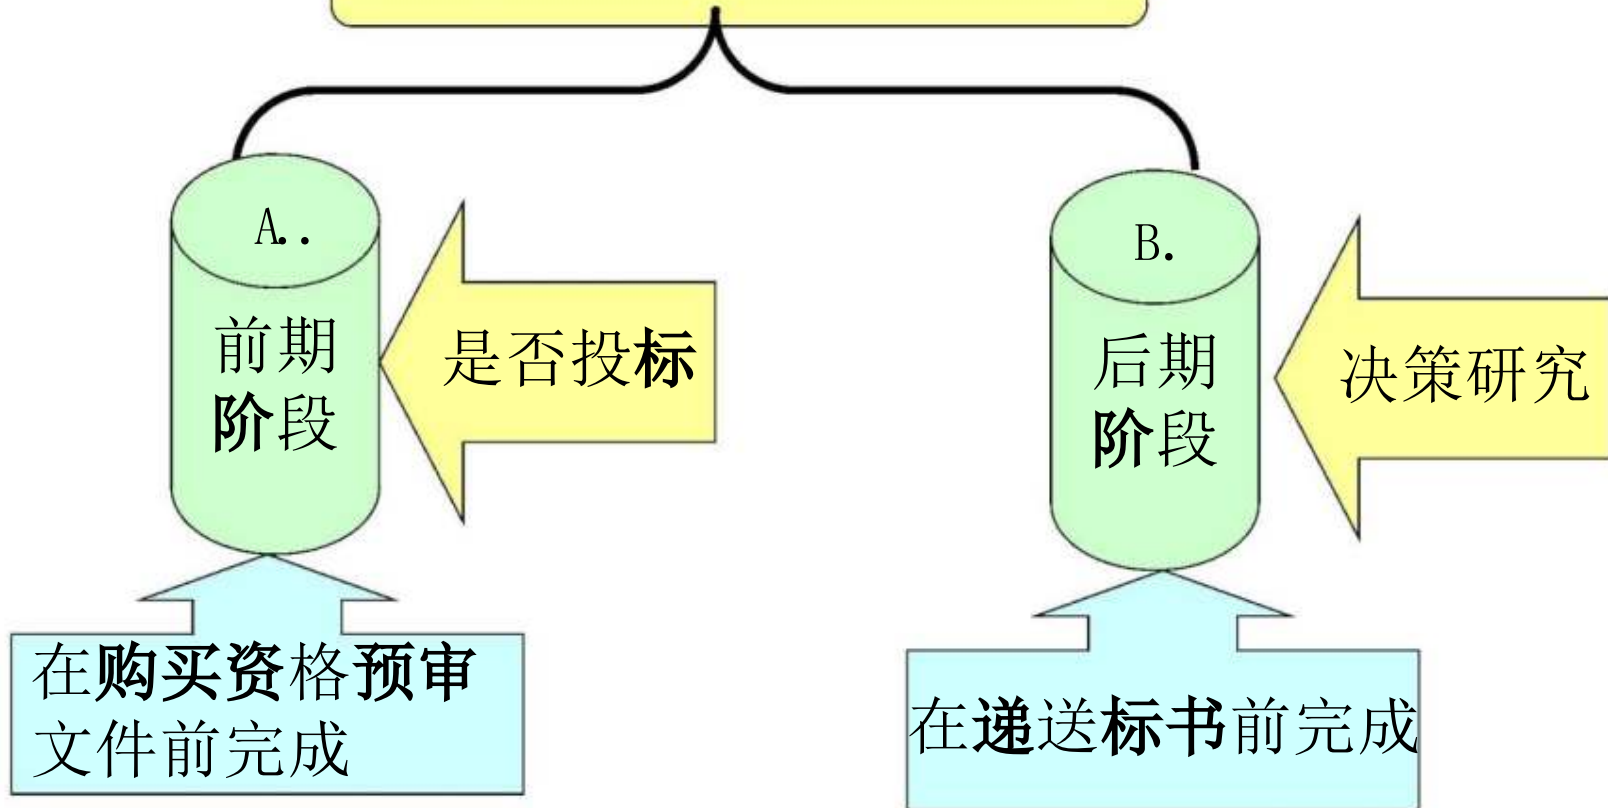 A..
前期
阶段
是否投标
在购买资格预审
文件前完成
B.
后期
阶段
决策研究
在递送标书前完成